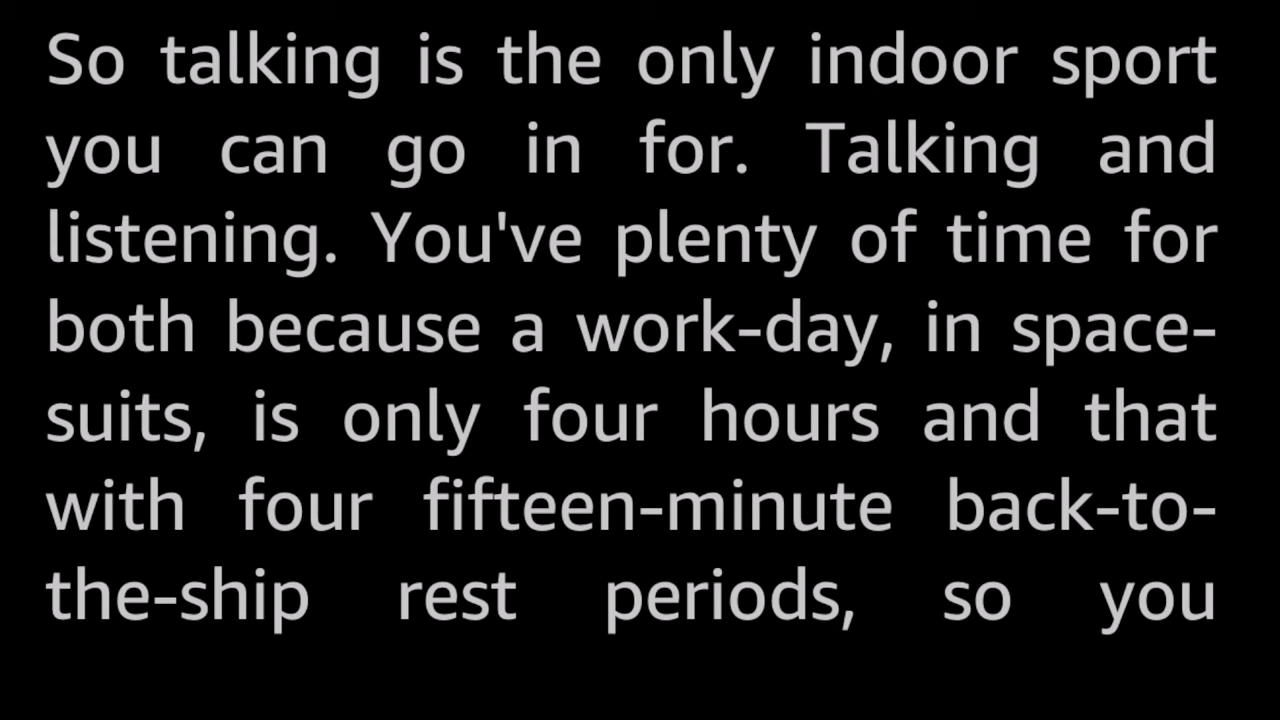 So talking is the only indoor sport
you can go in for. Talking and
listening. You've plenty of time for
both because a work-day, in space-
suits, is only four hours and that
with four fifteen-minute back-to-
the-ship rest periods, so you